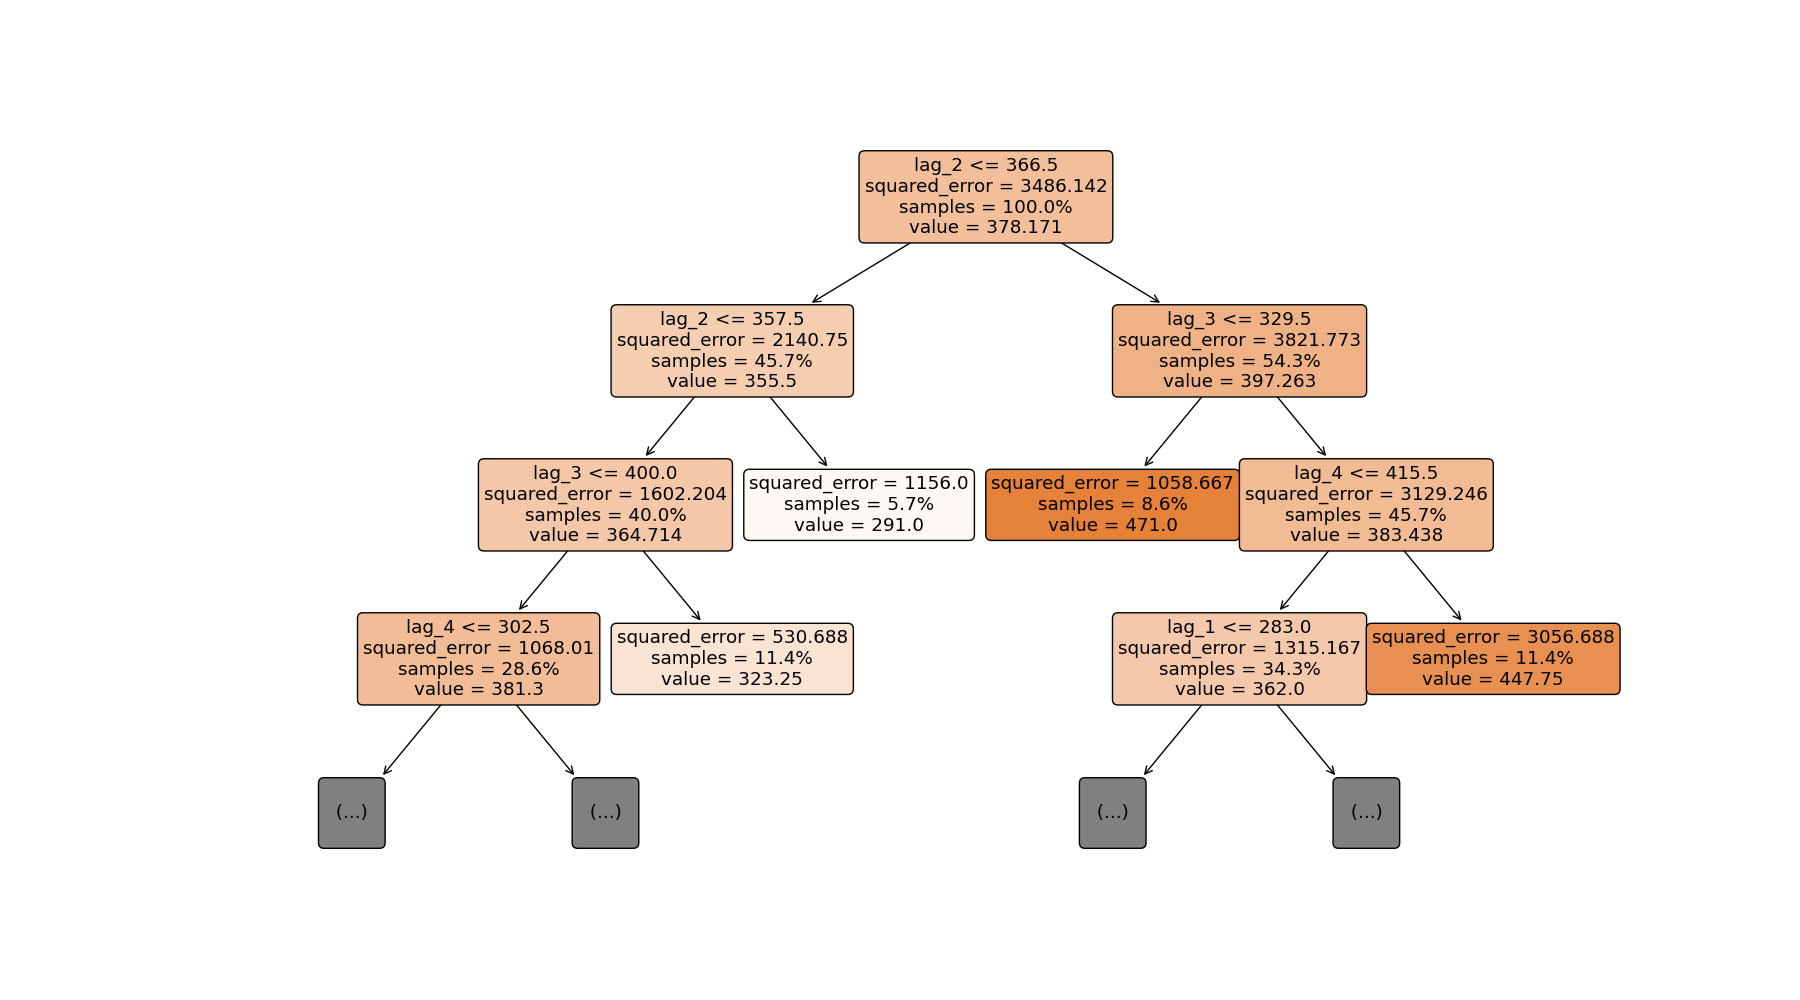 lag_2 <= 366.5
squared_error = 3486.142
samples = 100.0%
value = 378.171
lag_2 <= 357.5
squared_error = 2140.75
samples = 45.7%
value = 355.5
lag_3 <= 329.5
squared_error = 3821.773
samples = 54.3%
value = 397.263
lag_3 <= 400.0
squared_error = 1602.204
samples = 40.0%
value = 364.714
squared_error = 1156.0
samples = 5.7%
value = 291.0
squared_error = 1058.667
samples = 8.6%
value = 471.0
lag_4 <= 415.5
squared_error = 3129.246
samples = 45.7%
value = 383.438
lag_4 <= 302.5
squared_error = 1068.01
samples = 28.6%
value = 381.3
squared_error = 530.688
samples = 11.4%
value = 323.25
lag_1 <= 283.0
squared_error = 1315.167
samples = 34.3%
value = 362.0
squared_error = 3056.688
samples = 11.4%
value = 447.75
(...)
(...)
(...)
(...)